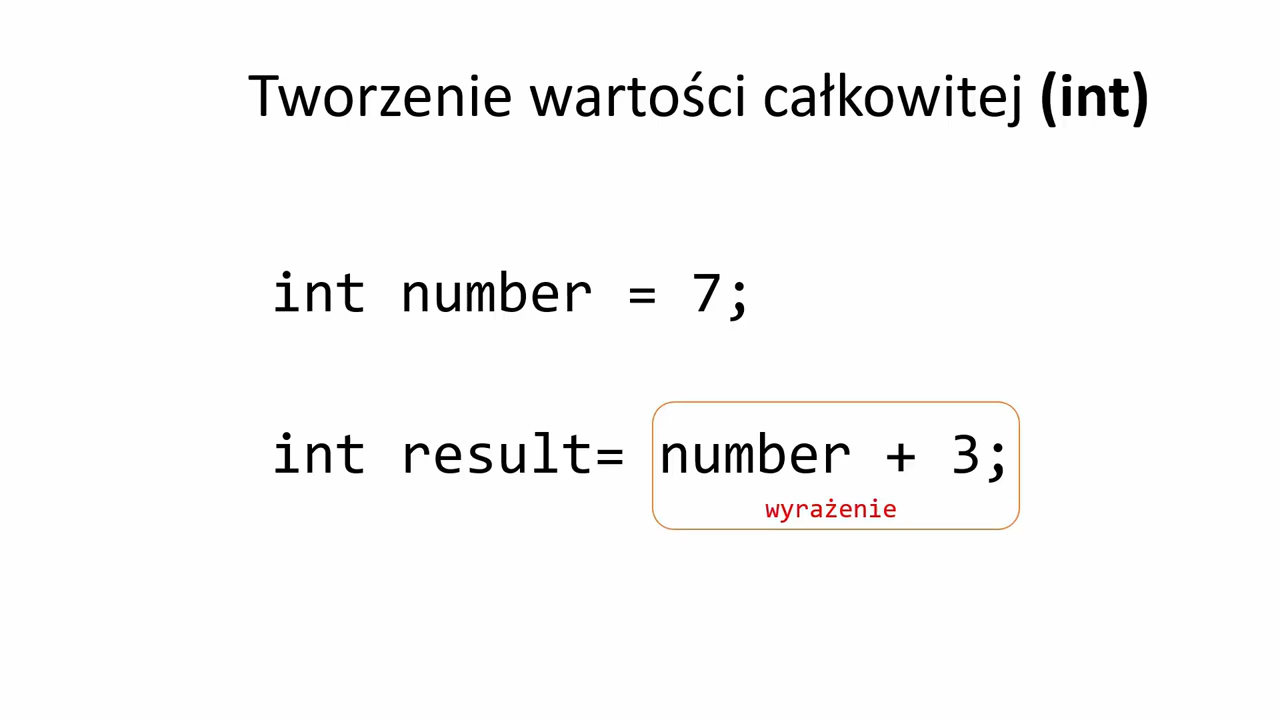 Tworzenie wartości całkowitej (int)
int number = 7;
int result= number + 3;
wyrażenie